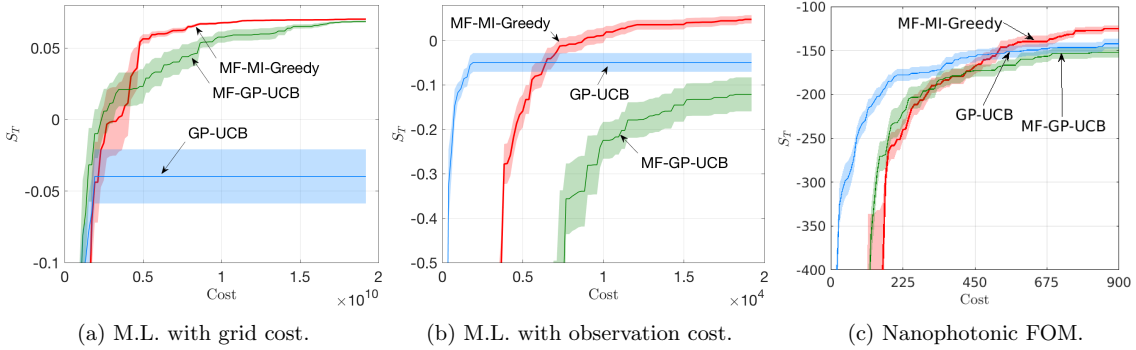 0.05
0
-0.05
-0.1
S_T
MF-MI-Greedy
MF-GP-UCB
GP-UCB
0 0.5 1 1.5 2
Cost
×10^10
(a) M.L. with grid cost.
0
-0.1
-0.2
-0.3
-0.4
-0.5
S_T
MF-MI-Greedy
GP-UCB
MF-GP-UCB
0 0.5 1 1.5 2
Cost
×10^4
(b) M.L. with observation cost.
-50
-100
-150
-200
-250
-300
-350
-400
S_T
MF-MI-Greedy
GP-UCB
MF-GP-UCB
0 225 450 675 900
Cost
(c) Nanophotonic FOM.